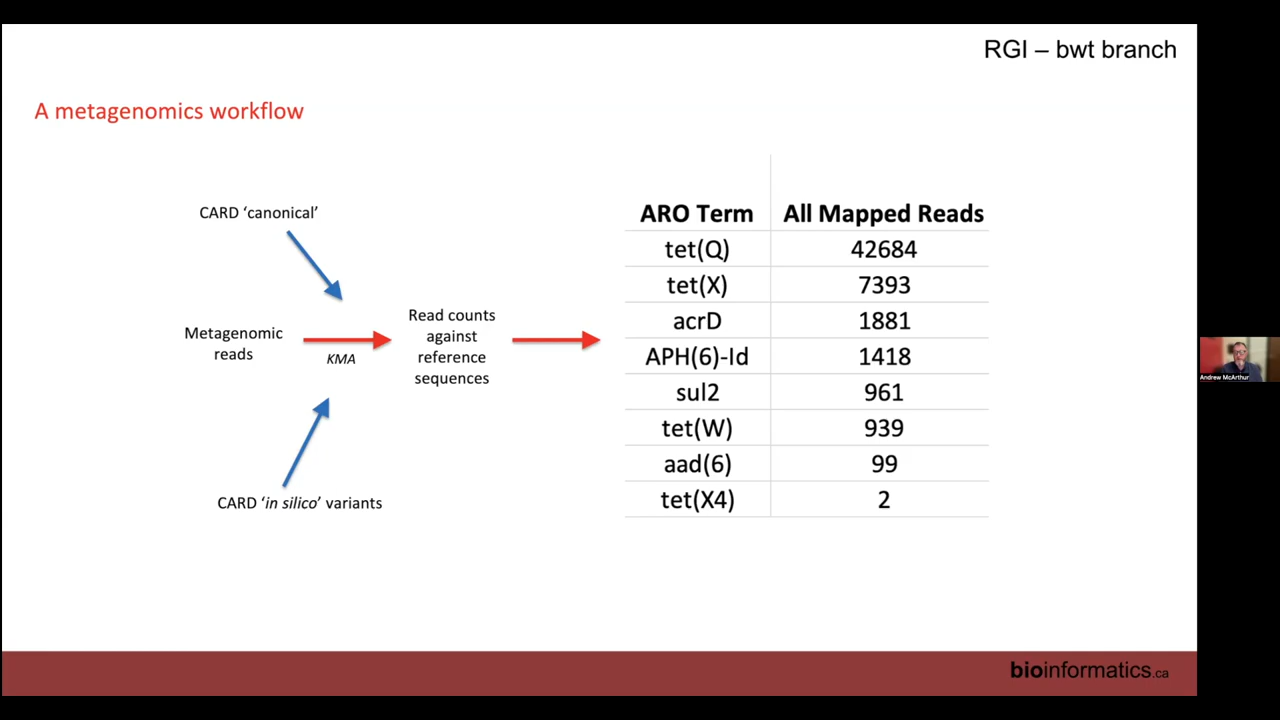 RGI – bwt branch
A metagenomics workflow
CARD ‘canonical’
Metagenomic
reads
KMA
Read counts
against
reference
sequences
CARD ‘in silico’ variants
ARO Term All Mapped Reads
tet(Q) 42684
tet(X) 7393
acrD 1881
APH(6)-Id 1418
sul2 961
tet(W) 939
aad(6) 99
tet(X4) 2
Andrew McArthur
bioinformatics.ca